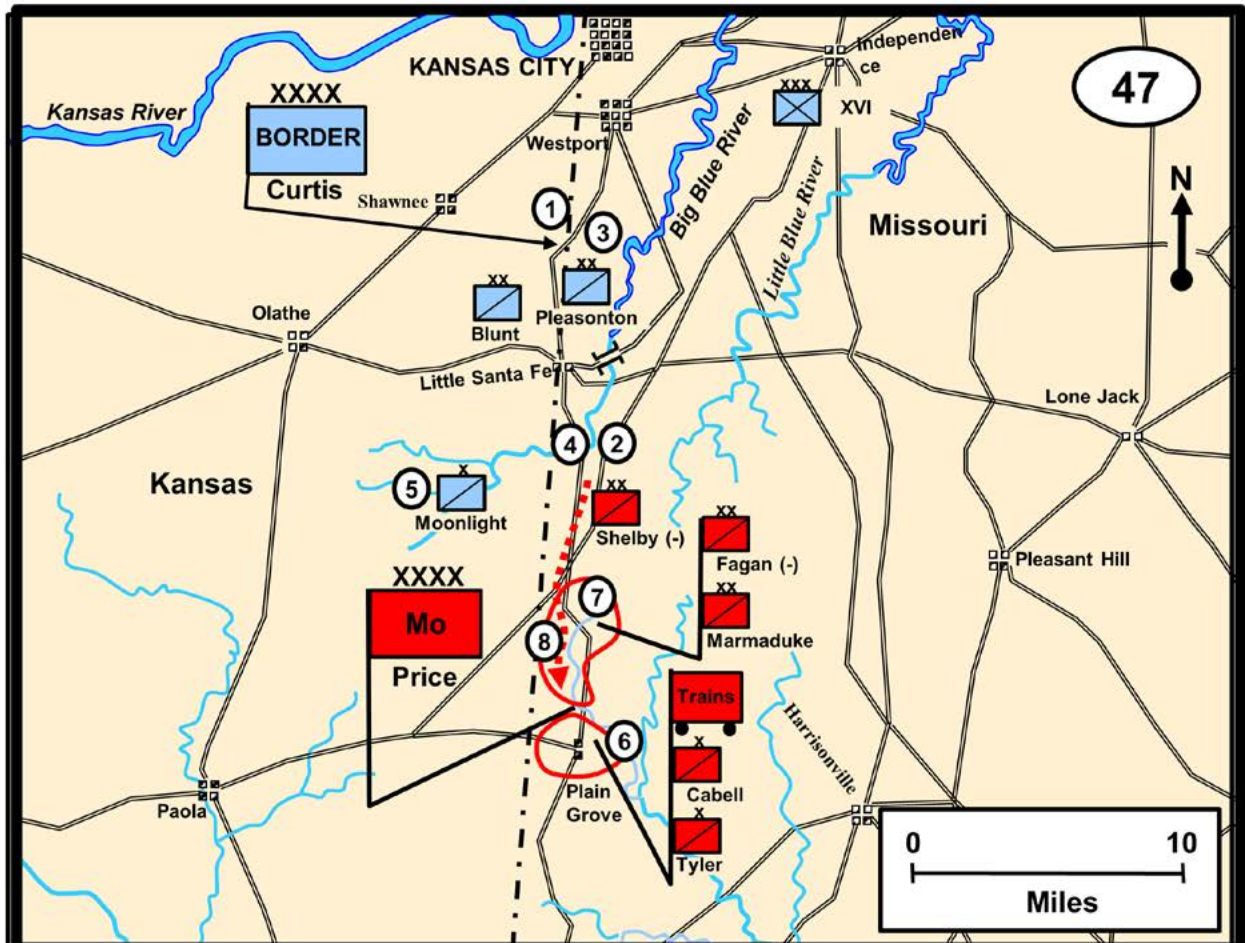 KANSAS CITY
Independen
ce
47
XXXX
Kansas River
BORDER
Curtis
XXX
XVI
Westport
Big Blue River
Little Blue River
N
Shawnee
1
3
Missouri
XX
Blunt
XX
Pleasonton
Olathe
Little Santa Fe
Lone Jack
4
2
Kansas
5
X
Moonlight
XX
Shelby (-)
XX
Fagan (-)
Pleasant Hill
XXXX
Mo
Price
7
XX
Marmaduke
8
Trains
6
X
Cabell
Harrisonville
Paola
Plain
Grove
X
Tyler
0
10
Miles